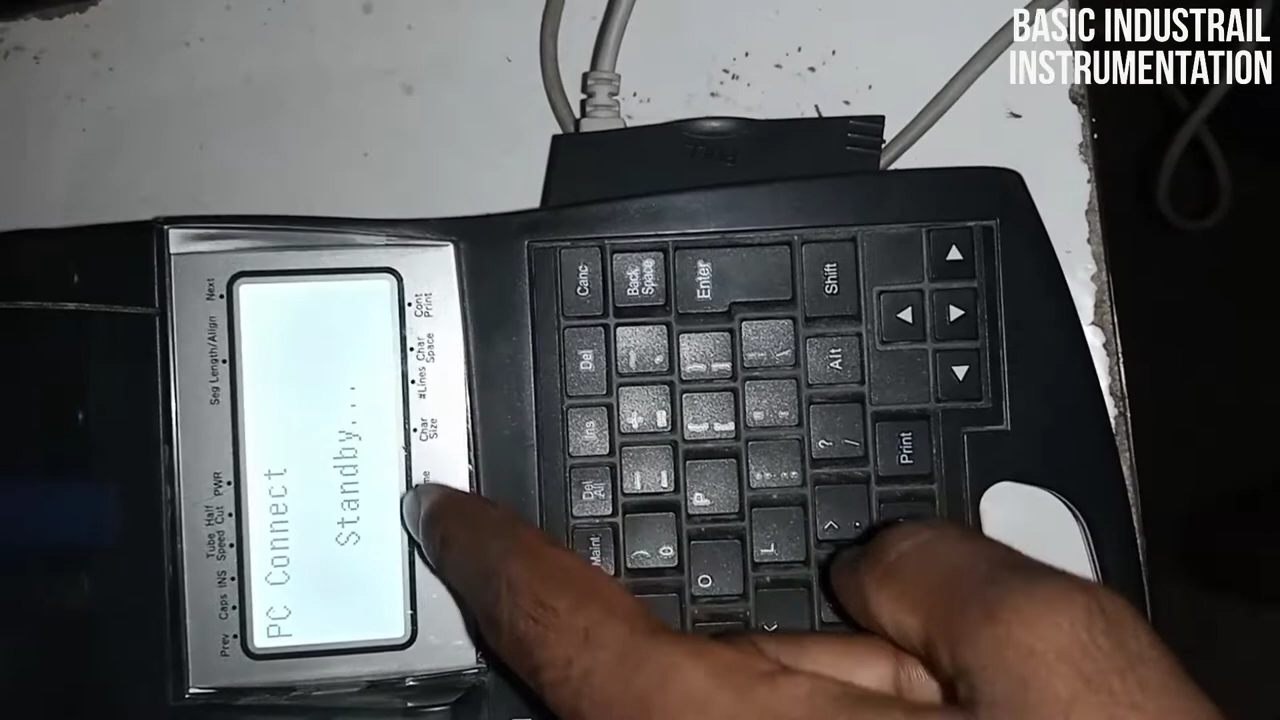 BASIC INDUSTRAIL
INSTRUMENTATION
PC Connect
Standby...
Prev
Caps
INS
Tube
Speed
Half
Cut
PWR
Seg Length/Align
Next
Char
Size
#Lines
Char
Space
Cont
Print
Canc
Back
Space
Enter
Shift
Del
Alt
Ins
? /
Print
Del
All
P
Maint
) 0
L
> .
O
K